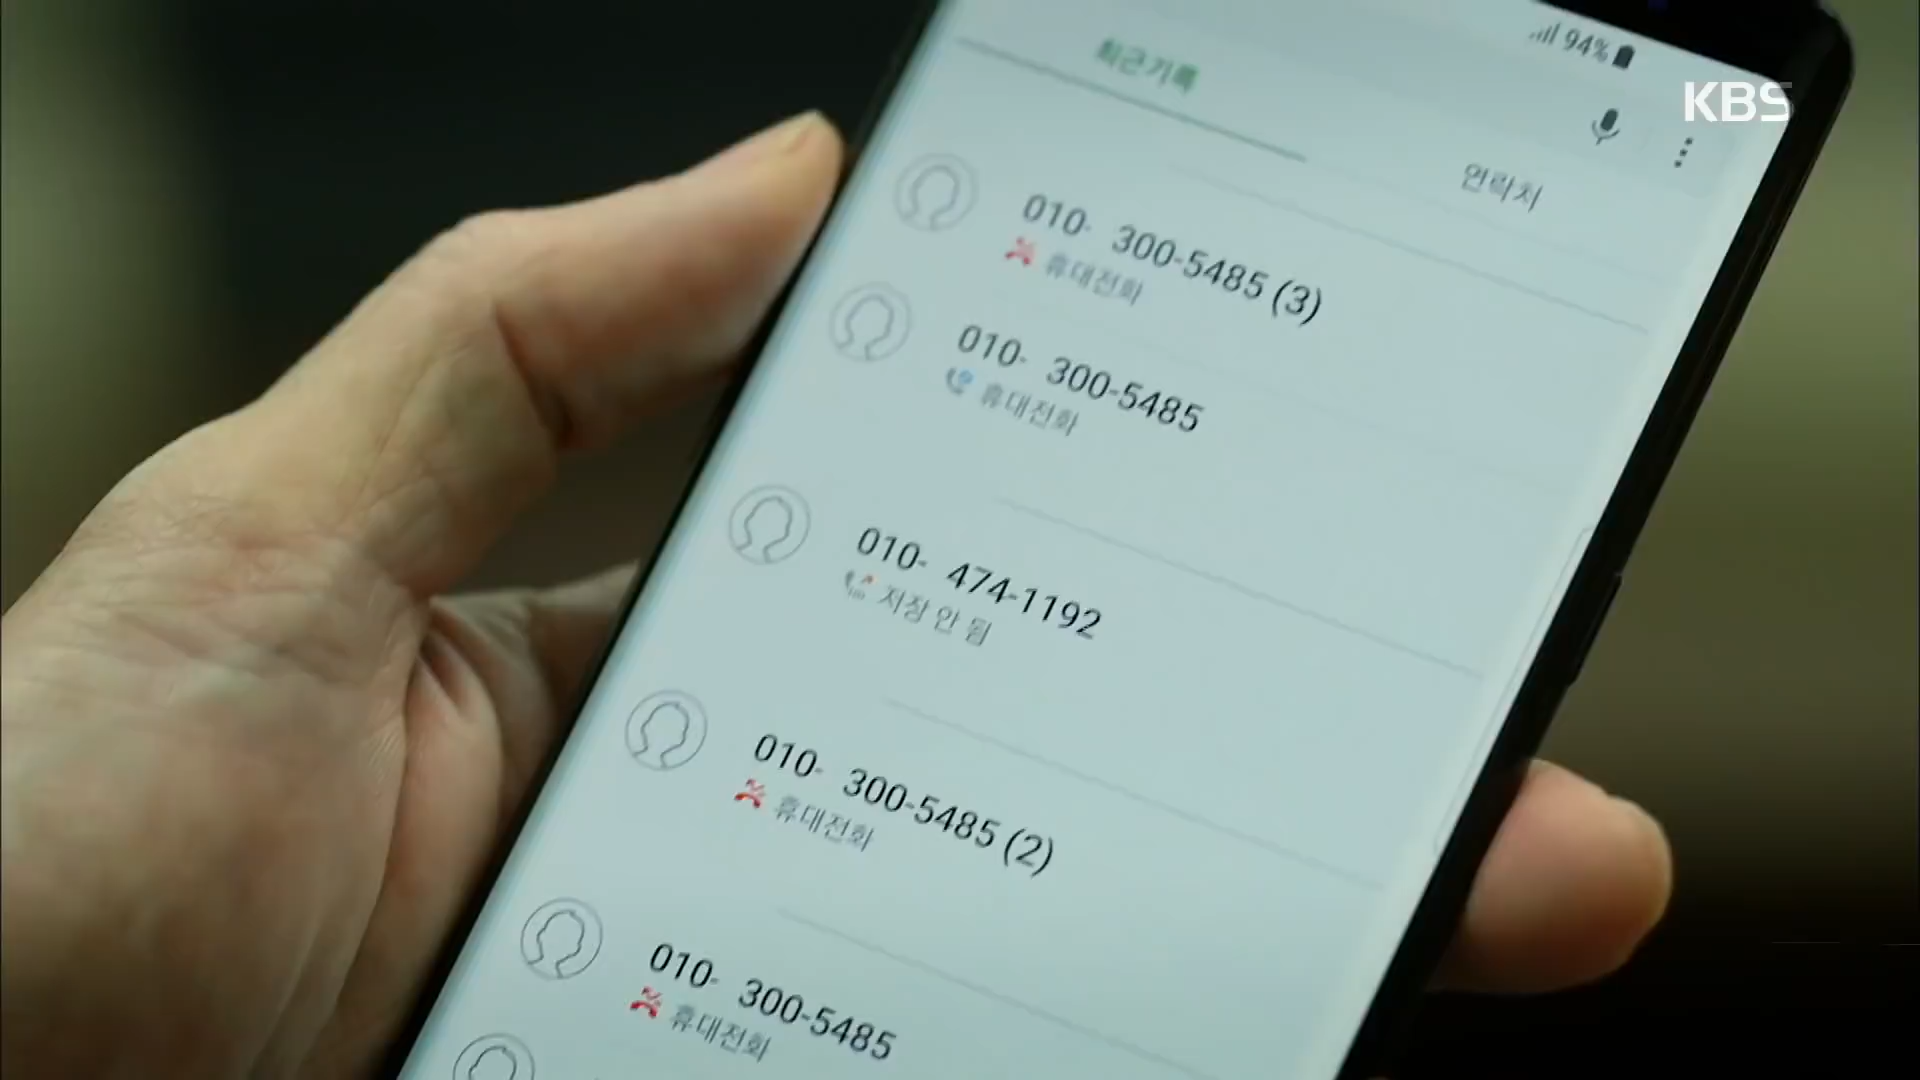 94%
KBS
최근기록
연락처
010- 300-5485 (3)
휴대전화
010- 300-5485
휴대전화
010- 474-1192
저장 안 됨
010- 300-5485 (2)
휴대전화
010- 300-5485
휴대전화